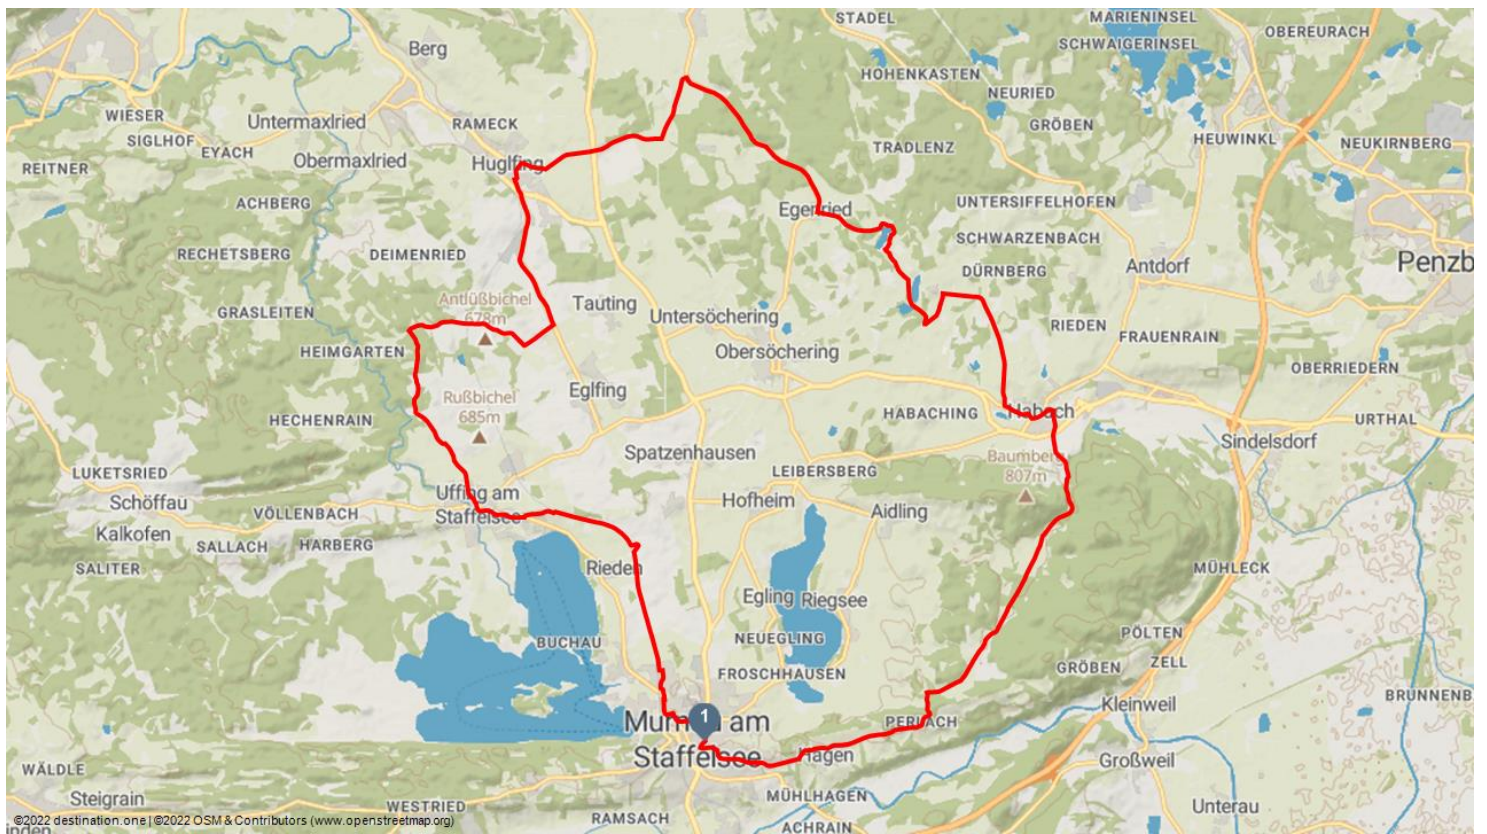 STADEL
MARIENINSEL
OBEREURACH
Berg
SCHWAIGERINSEL
HOHENKASTEN
NEURIED
WIESER
Untermaxlried
RAMECK
GRÖBEN
SIGLHOF
HEUWINKL
NEUKIRNBERG
EYACH
TRADLENZ
REITNER
Obermaxlried
Huglfing
ACHBERG
Egenried
UNTERSIFFELHOFEN
SCHWARZENBACH
RECHETSBERG
DEIMENRIED
Antdorf
Penzb
DÜRNBERG
Antlüßbichel
678m
Tauting
GRASLEITEN
Untersöchering
RIEDEN
FRAUENRAIN
HEIMGARTEN
Obersöchering
OBERRIEDERN
Eglfing
Rußbichel
685m
HECHENRAIN
HABACHING
Habach
URTHAL
Sindelsdorf
Spatzenhausen
Baumberg
807m
LUKETSRIED
LEIBERSBERG
Schöffau
Uffing am
Staffelsee
Hofheim
VÖLLENBACH
Aidling
Kalkofen
SALLACH
HARBERG
SALITER
Rieden
MÜHLECK
Egling
Riegsee
BUCHAU
NEUEGLING
PÖLTEN
FROSCHHAUSEN
GRÖBEN
ZELL
BRUNNENB
Kleinweil
1
Murnau am
Staffelsee
PERLACH
Hagen
WÄLDLE
Großweil
Steigrain
WESTRIED
MÜHLHAGEN
Unterau
RAMSACH
ACHRAIN
©2022 destination.one | ©2022 OSM & Contributors (www.openstreetmap.org)